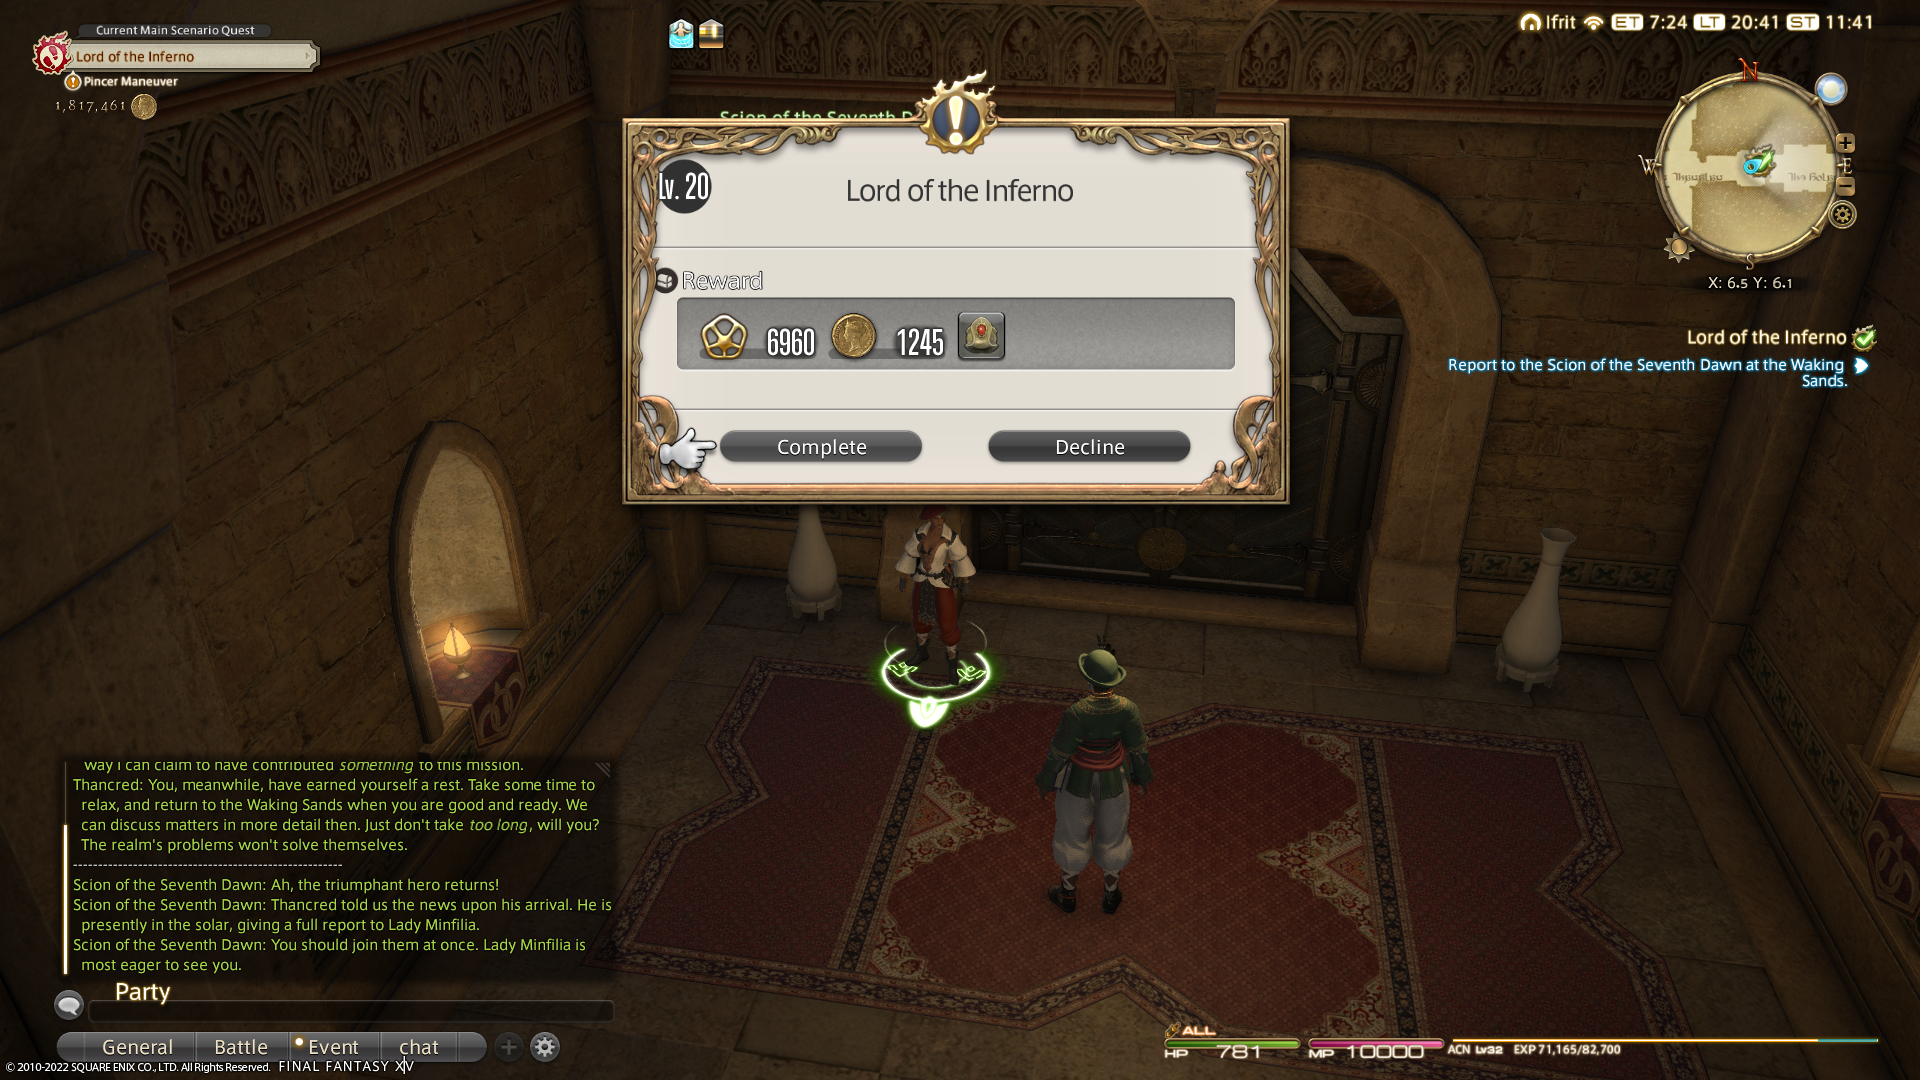 Current Main Scenario Quest
Lord of the Inferno
Pincer Maneuver
1,817,461
Ifrit ET 7:24 LT 20:41 ST 11:41
N
W
E
S
X: 6.5 Y: 6.1
Lord of the Inferno
Report to the Scion of the Seventh Dawn at the Waking
Sands.
Scion of the Seventh D
Lv. 20
Lord of the Inferno
Reward
6960
1245
Complete
Decline
way I can claim to have contributed something to this mission.
Thancred: You, meanwhile, have earned yourself a rest. Take some time to
relax, and return to the Waking Sands when you are good and ready. We
can discuss matters in more detail then. Just don't take too long, will you?
The realm's problems won't solve themselves.
------------------------------------------------------
Scion of the Seventh Dawn: Ah, the triumphant hero returns!
Scion of the Seventh Dawn: Thancred told us the news upon his arrival. He is
presently in the solar, giving a full report to Lady Minfilia.
Scion of the Seventh Dawn: You should join them at once. Lady Minfilia is
most eager to see you.
Party
General Battle Event chat
ALL
HP 781 MP 10000 ACN Lv32 EXP 71,165/82,700
© 2010-2022 SQUARE ENIX CO., LTD. All Rights Reserved. FINAL FANTASY XIV